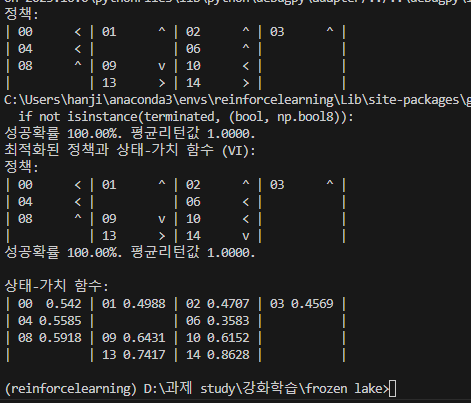 정책:
| 00 < | 01 ^ | 02 ^ | 03 ^ |
| 04 < | | 06 ^ | |
| 08 ^ | 09 v | 10 < | |
| | 13 > | 14 > | |
C:\Users\hanji\anaconda3\envs\reinforcelearning\Lib\site-packages\g
if not isinstance(terminated, (bool, np.bool8)):
성공확률 100.00%. 평균리턴값 1.0000.
최적화된 정책과 상태-가치 함수 (VI):
정책:
| 00 < | 01 ^ | 02 ^ | 03 ^ |
| 04 < | | 06 < | |
| 08 ^ | 09 v | 10 < | |
| | 13 > | 14 v | |
성공확률 100.00%. 평균리턴값 1.0000.
상태-가치 함수:
| 00 0.542 | 01 0.4988 | 02 0.4707 | 03 0.4569 |
| 04 0.5585 | | 06 0.3583 | |
| 08 0.5918 | 09 0.6431 | 10 0.6152 | |
| | 13 0.7417 | 14 0.8628 | |
(reinforcelearning) D:\과제 study\강화학습\frozen lake>